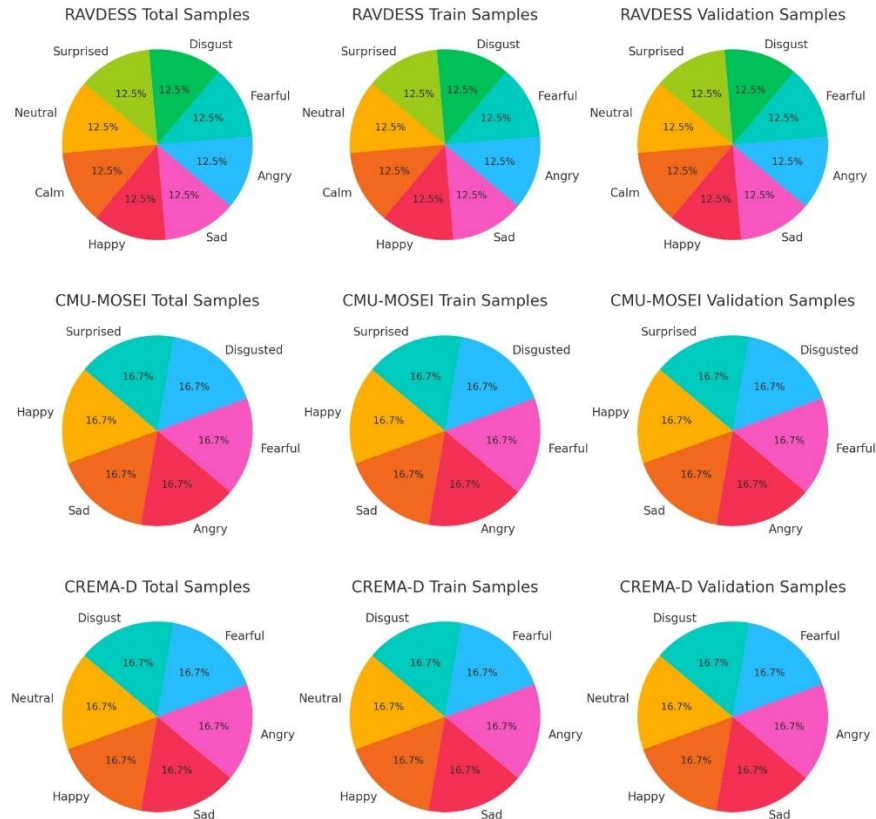 RAVDESS Total Samples
Surprised
Disgust
Neutral
Fearful
Calm
Angry
Happy
Sad
12.5%
12.5%
12.5%
12.5%
12.5%
12.5%
12.5%
12.5%
RAVDESS Train Samples
Surprised
Disgust
Neutral
Fearful
Calm
Angry
Happy
Sad
12.5%
12.5%
12.5%
12.5%
12.5%
12.5%
12.5%
12.5%
RAVDESS Validation Samples
Surprised
Disgust
Neutral
Fearful
Calm
Angry
Happy
Sad
12.5%
12.5%
12.5%
12.5%
12.5%
12.5%
12.5%
12.5%
CMU-MOSEI Total Samples
Surprised
Disgusted
Happy
Fearful
Sad
Angry
16.7%
16.7%
16.7%
16.7%
16.7%
16.7%
CMU-MOSEI Train Samples
Surprised
Disgusted
Happy
Fearful
Sad
Angry
16.7%
16.7%
16.7%
16.7%
16.7%
16.7%
CMU-MOSEI Validation Samples
Surprised
Disgusted
Happy
Fearful
Sad
Angry
16.7%
16.7%
16.7%
16.7%
16.7%
16.7%
CREMA-D Total Samples
Disgust
Fearful
Neutral
Angry
Happy
Sad
16.7%
16.7%
16.7%
16.7%
16.7%
16.7%
CREMA-D Train Samples
Disgust
Fearful
Neutral
Angry
Happy
Sad
16.7%
16.7%
16.7%
16.7%
16.7%
16.7%
CREMA-D Validation Samples
Disgust
Fearful
Neutral
Angry
Happy
Sad
16.7%
16.7%
16.7%
16.7%
16.7%
16.7%